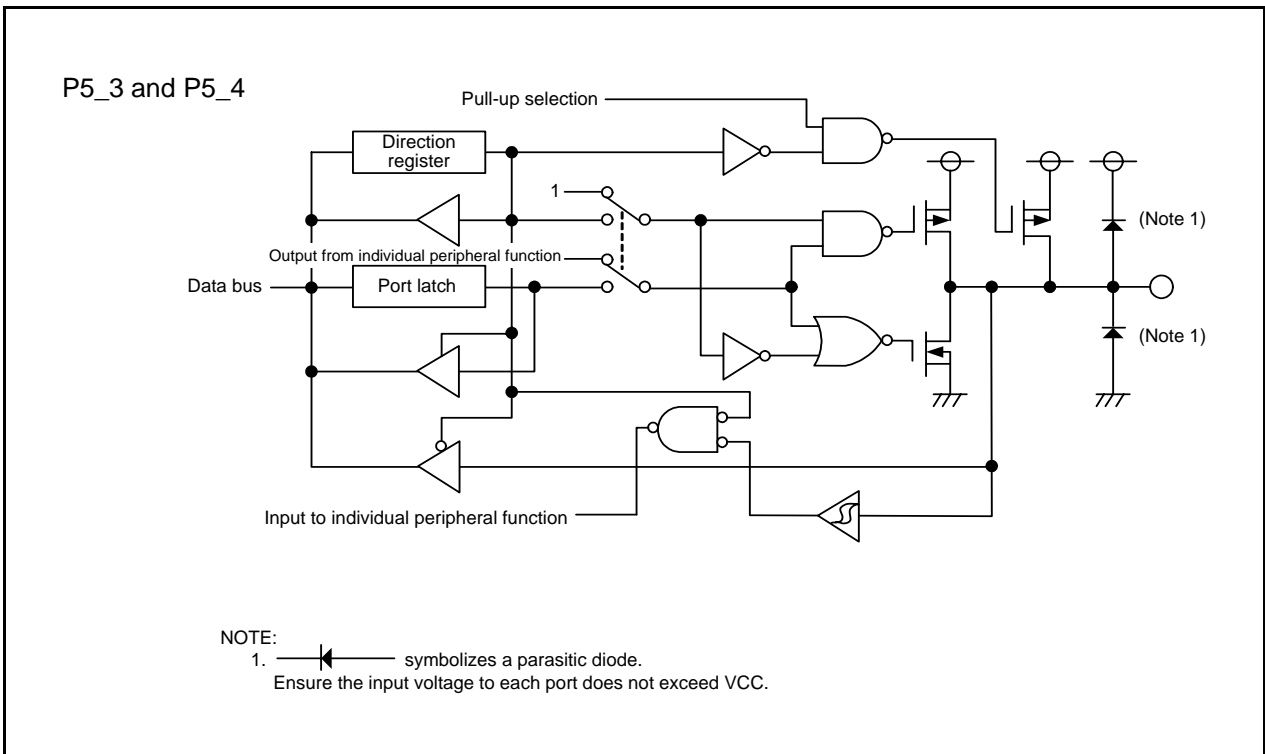 P5_3 and P5_4
Pull-up selection
Direction
register
1
(Note 1)
Output from individual peripheral function
Data bus
Port latch
(Note 1)
Input to individual peripheral function
NOTE:
1. symbolizes a parasitic diode.
Ensure the input voltage to each port does not exceed VCC.